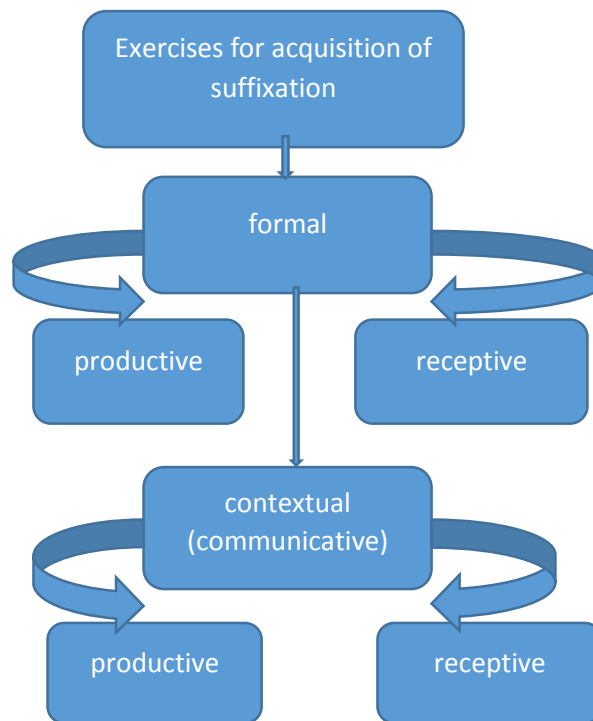 Exercises for acquisition of
suffixation
formal
productive
receptive
contextual
(communicative)
productive
receptive